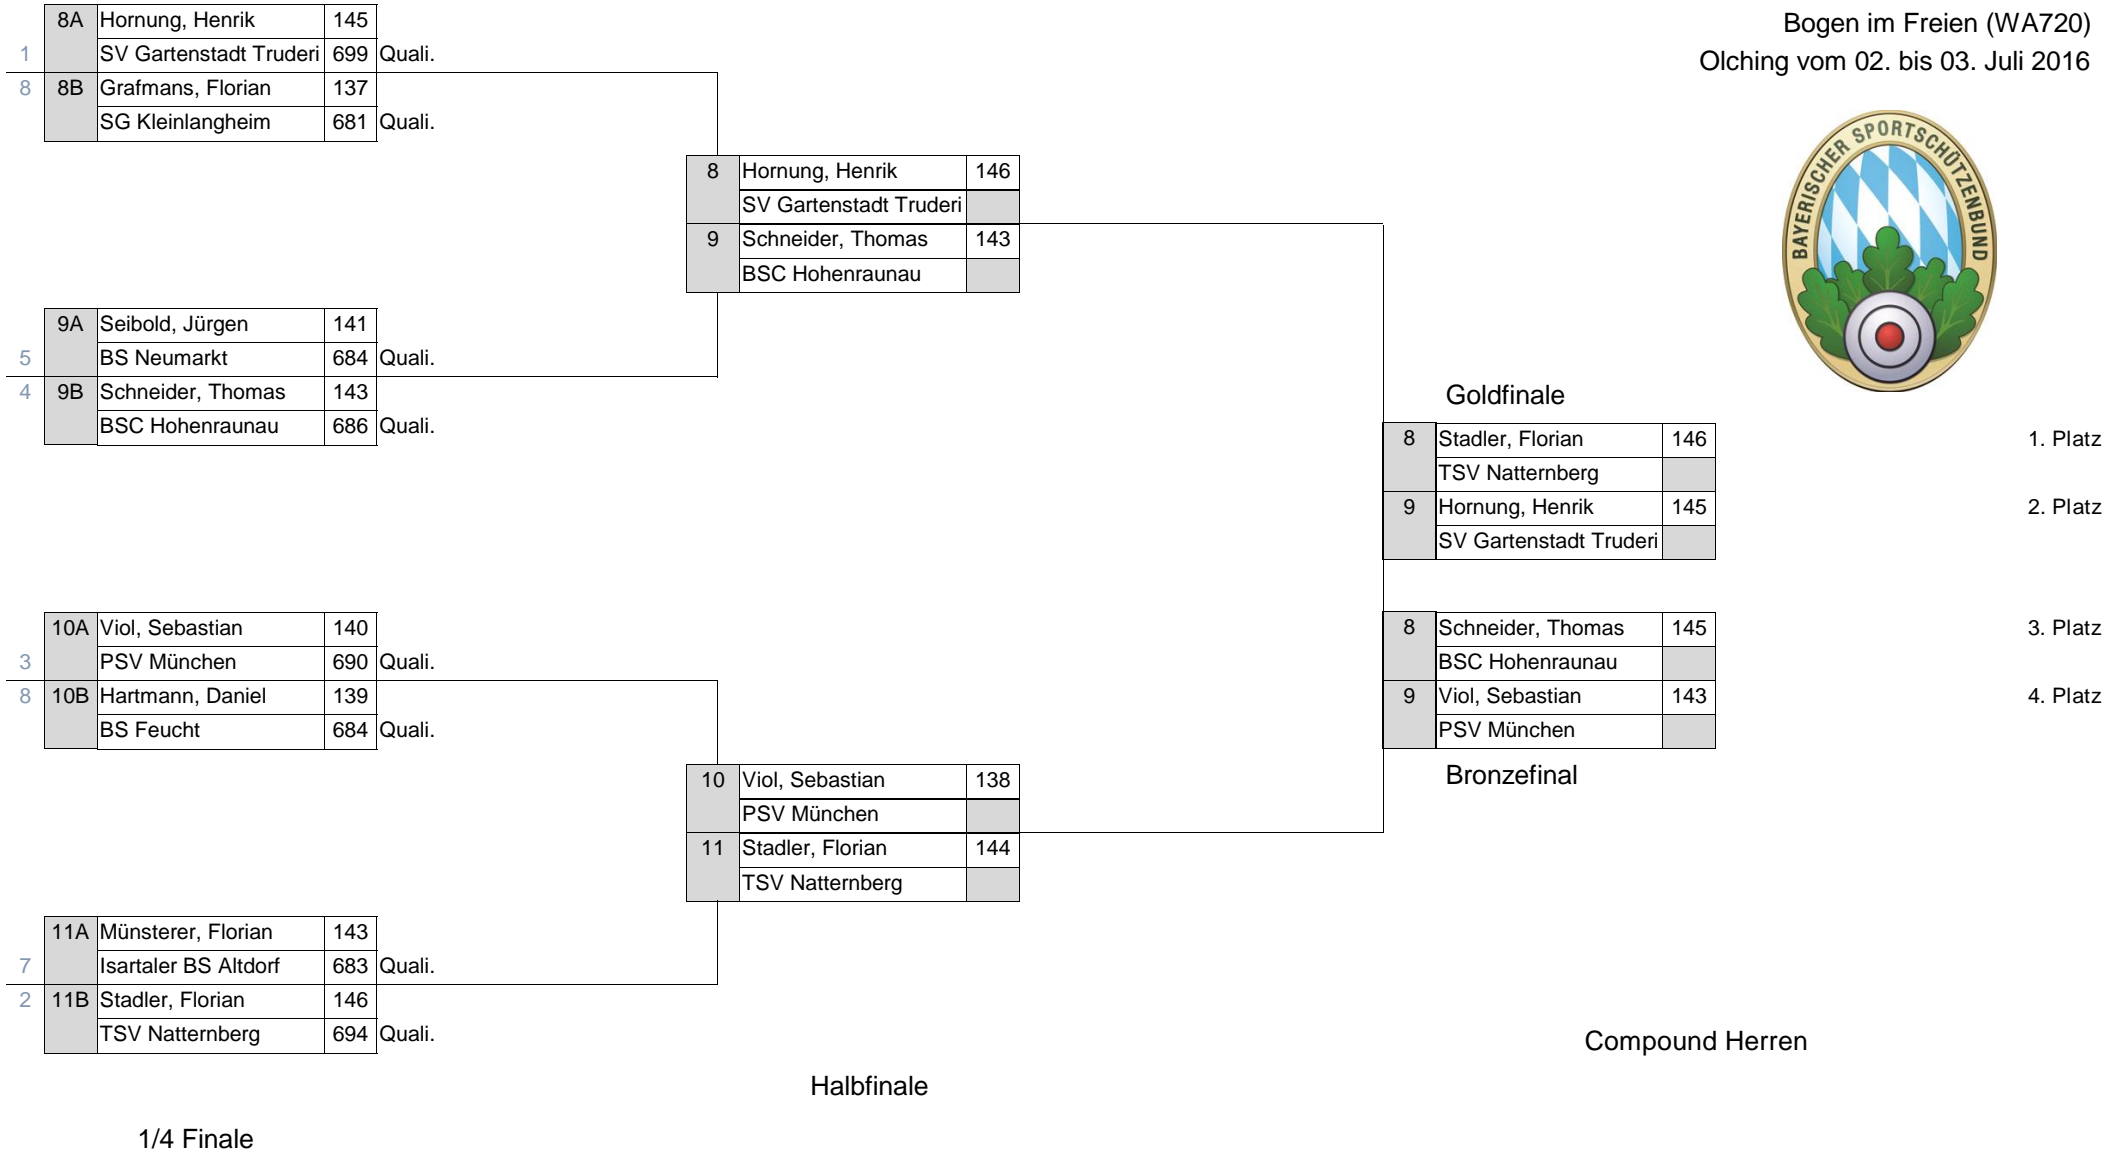 Bogen im Freien (WA720)
Olching vom 02. bis 03. Juli 2016
BAYERISCHER SPORTSCHÜTZENBUND
8A Hornung, Henrik 145
1 SV Gartenstadt Truderi 699 Quali.
8 8B Grafmans, Florian 137
SG Kleinlangheim 681 Quali.
9A Seibold, Jürgen 141
5 BS Neumarkt 684 Quali.
4 9B Schneider, Thomas 143
BSC Hohenraunau 686 Quali.
10A Viol, Sebastian 140
3 PSV München 690 Quali.
8 10B Hartmann, Daniel 139
BS Feucht 684 Quali.
11A Münsterer, Florian 143
7 Isartaler BS Altdorf 683 Quali.
2 11B Stadler, Florian 146
TSV Natternberg 694 Quali.
1/4 Finale
8 Hornung, Henrik 146
SV Gartenstadt Truderi
9 Schneider, Thomas 143
BSC Hohenraunau
10 Viol, Sebastian 138
PSV München
11 Stadler, Florian 144
TSV Natternberg
Halbfinale
Goldfinale
8 Stadler, Florian 146 1. Platz
TSV Natternberg
9 Hornung, Henrik 145 2. Platz
SV Gartenstadt Truderi
8 Schneider, Thomas 145 3. Platz
BSC Hohenraunau
9 Viol, Sebastian 143 4. Platz
PSV München
Bronzefinal
Compound Herren